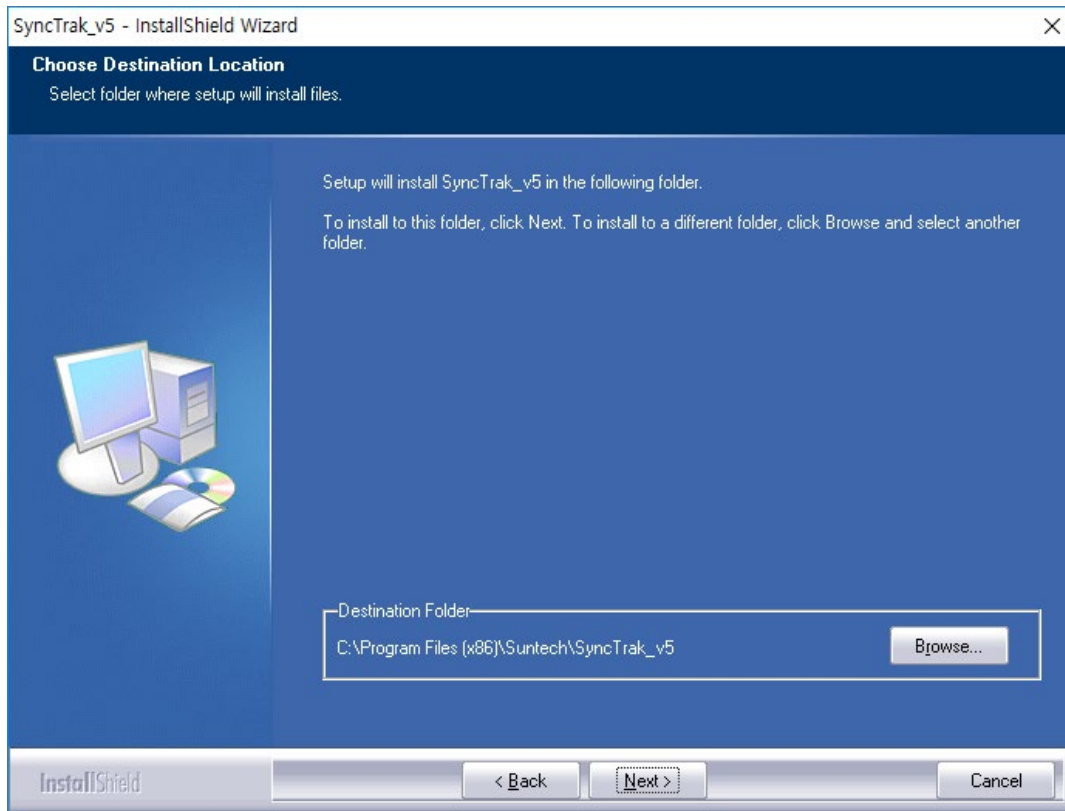 SyncTrak_v5 - InstallShield Wizard
Choose Destination Location
Select folder where setup will install files.
Setup will install SyncTrak_v5 in the following folder.
To install to this folder, click Next. To install to a different folder, click Browse and select another
folder.
Destination Folder
C:\Program Files (x86)\Suntech\SyncTrak_v5
Browse...
InstallShield
< Back
Next >
Cancel